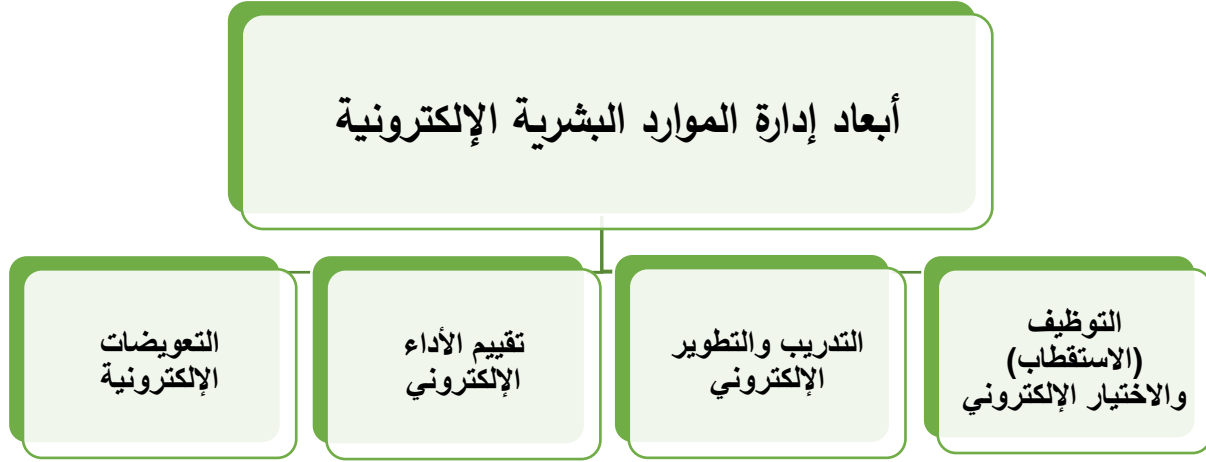 أبعاد إدارة الموارد البشرية الإلكترونية
التوظيف
(الاستقطاب)
والاختيار الإلكتروني
التدريب والتطوير
الإلكتروني
تقييم الأداء
الإلكتروني
التعويضات
الإلكترونية